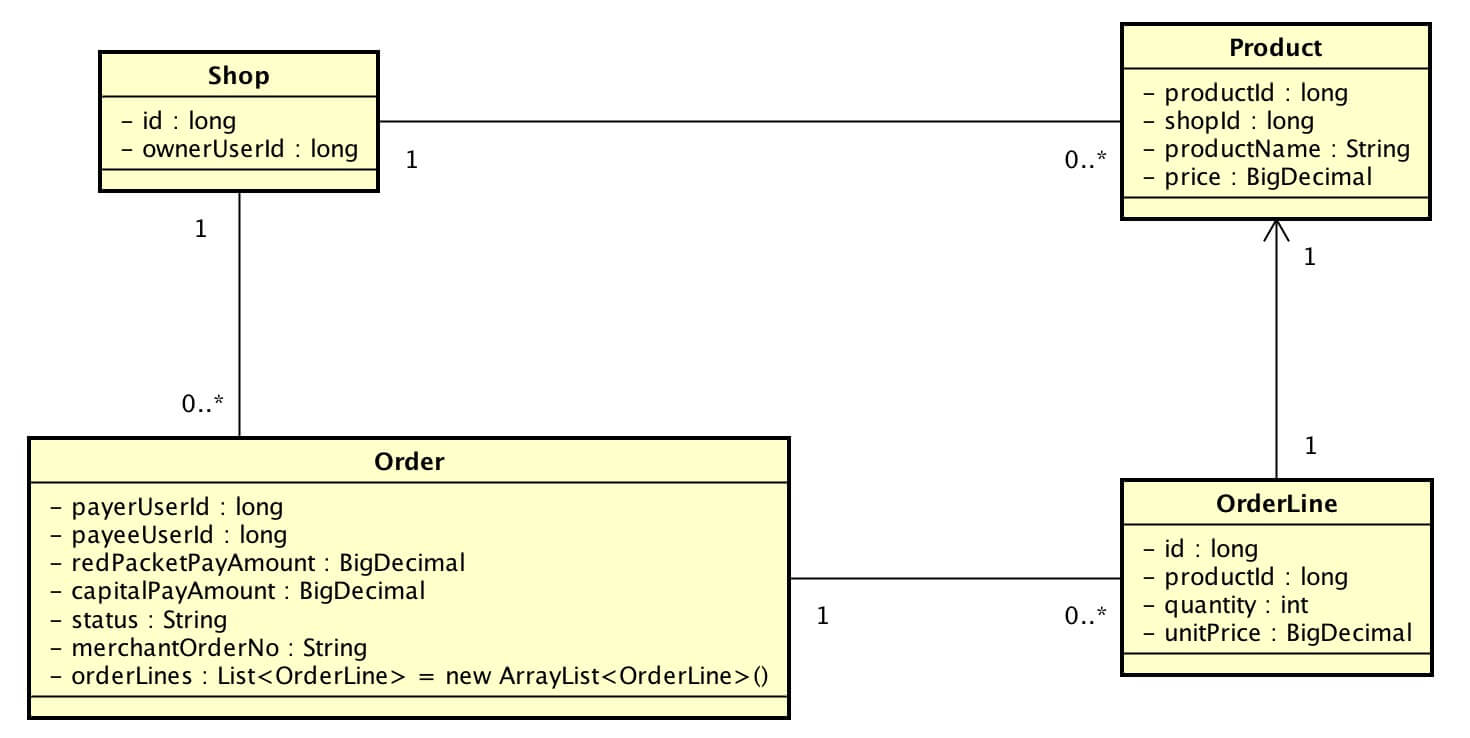 Shop
- id : long
- ownerUserId : long
1
1
Product
- productId : long
- shopId : long
- productName : String
- price : BigDecimal
0..*
1
0..*
Order
- payerUserId : long
- payeeUserId : long
- redPacketPayAmount : BigDecimal
- capitalPayAmount : BigDecimal
- status : String
- merchantOrderNo : String
- orderLines : List<OrderLine> = new ArrayList<OrderLine>()
1
0..*
1
OrderLine
- id : long
- productId : long
- quantity : int
- unitPrice : BigDecimal